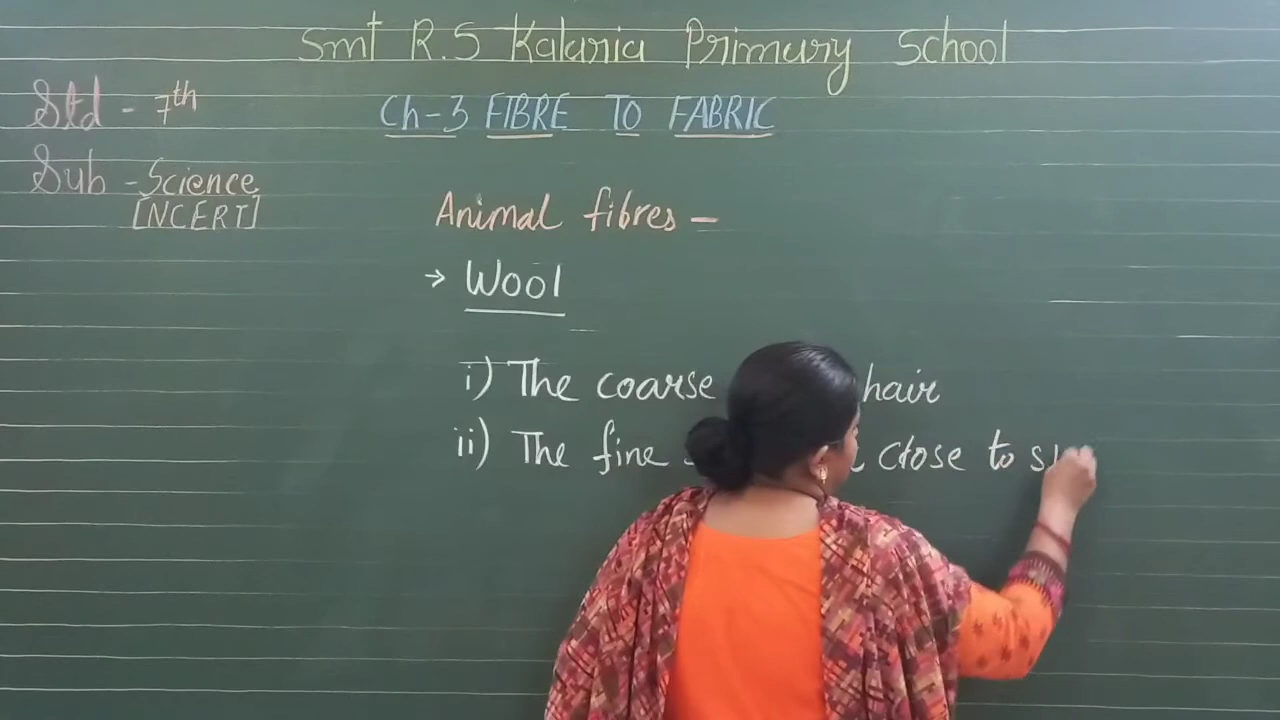 Smt R.S Kalaria Primary School
Std - 7th
Ch-3 FIBRE TO FABRIC
Sub - Science
[NCERT]
Animal fibres -
→ Wool
i) The coarse hair
ii) The fine close to